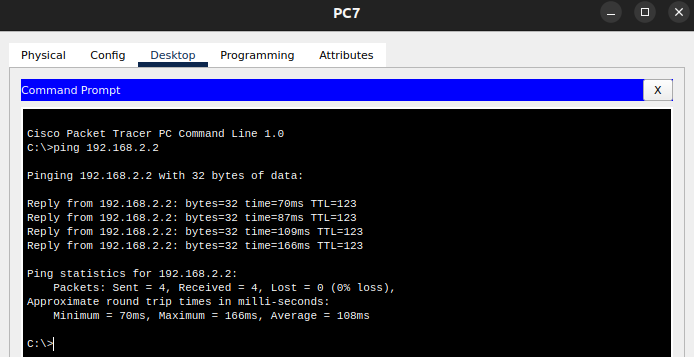 PC7
Physical Config Desktop Programming Attributes
Command Prompt
X
Cisco Packet Tracer PC Command Line 1.0
C:\>ping 192.168.2.2
Pinging 192.168.2.2 with 32 bytes of data:
Reply from 192.168.2.2: bytes=32 time=70ms TTL=123
Reply from 192.168.2.2: bytes=32 time=87ms TTL=123
Reply from 192.168.2.2: bytes=32 time=109ms TTL=123
Reply from 192.168.2.2: bytes=32 time=166ms TTL=123
Ping statistics for 192.168.2.2:
Packets: Sent = 4, Received = 4, Lost = 0 (0% loss),
Approximate round trip times in milli-seconds:
Minimum = 70ms, Maximum = 166ms, Average = 108ms
C:\>